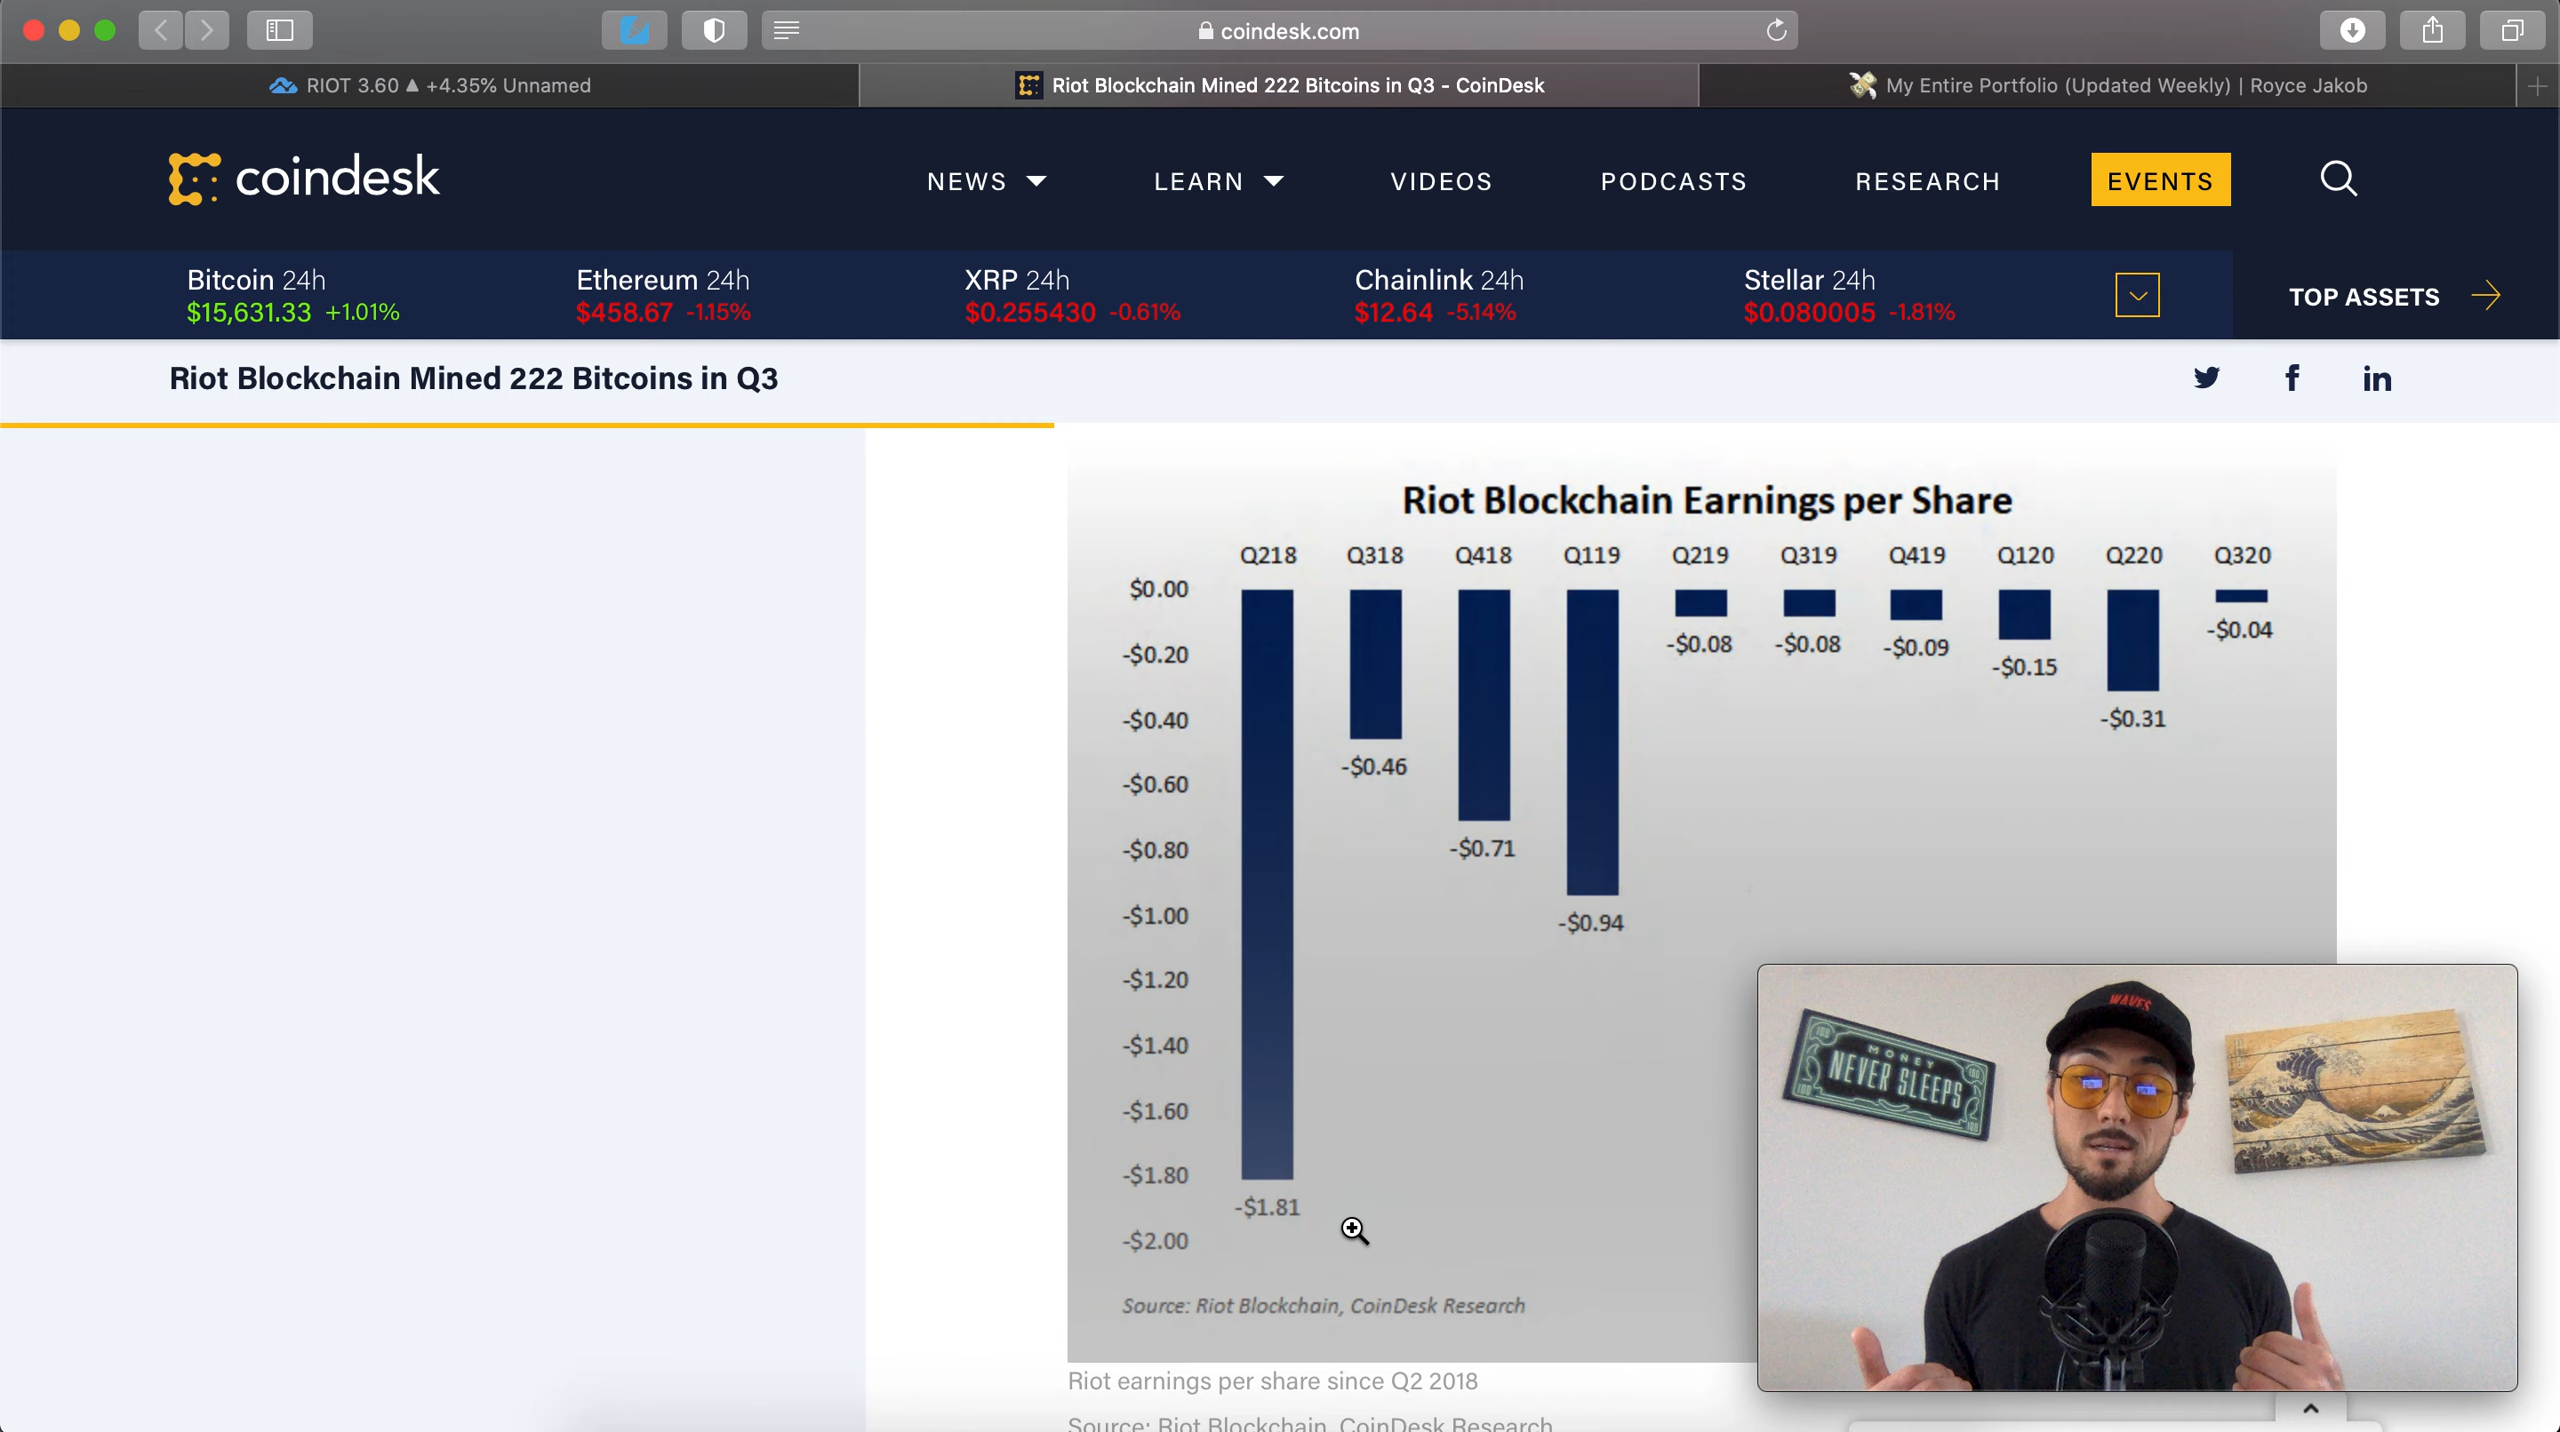 coindesk.com
RIOT 3.60 ▲ +4.35% Unnamed
Riot Blockchain Mined 222 Bitcoins in Q3 - CoinDesk
My Entire Portfolio (Updated Weekly) | Royce Jakob
coindesk
NEWS LEARN VIDEOS PODCASTS RESEARCH EVENTS
Bitcoin 24h Ethereum 24h XRP 24h Chainlink 24h Stellar 24h
$15,631.33 +1.01% $458.67 -1.15% $0.255430 -0.61% $12.64 -5.14% $0.080005 -1.81%
TOP ASSETS
Riot Blockchain Mined 222 Bitcoins in Q3
Riot Blockchain Earnings per Share
Q218 Q318 Q418 Q119 Q219 Q319 Q419 Q120 Q220 Q320
$0.00
-$0.20
-$0.40
-$0.60
-$0.80
-$1.00
-$1.20
-$1.40
-$1.60
-$1.80
-$2.00
-$1.81
-$0.46
-$0.71
-$0.94
-$0.08
-$0.08
-$0.09
-$0.15
-$0.31
-$0.04
Source: Riot Blockchain, CoinDesk Research
Riot earnings per share since Q2 2018
Source: Riot Blockchain, CoinDesk Research
WAVES
100
100
MONEY
NEVER SLEEPS
100
100